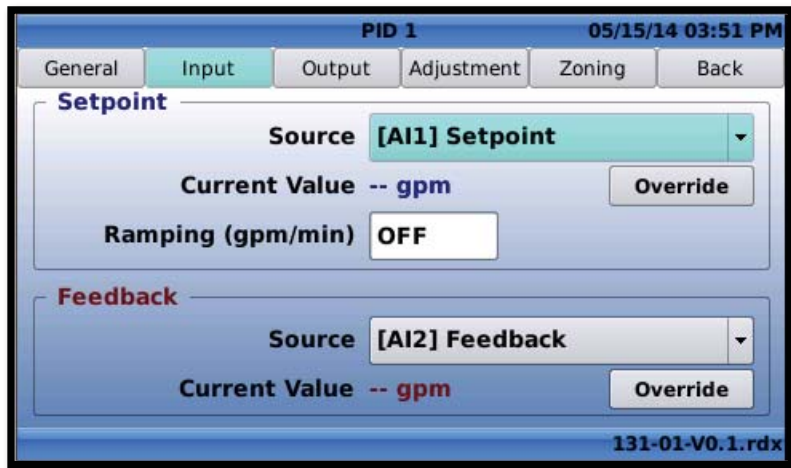 PID 1 05/15/14 03:51 PM
General Input Output Adjustment Zoning Back
Setpoint
Source [AI1] Setpoint
Current Value -- gpm Override
Ramping (gpm/min) OFF
Feedback
Source [AI2] Feedback
Current Value -- gpm Override
131-01-V0.1.rdx